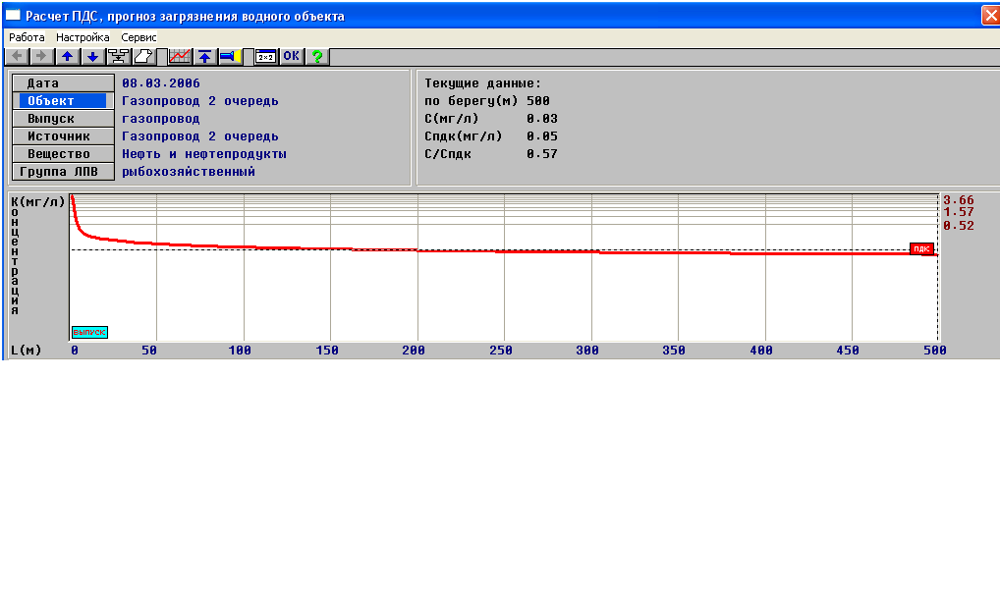 Расчет ПДС, прогноз загрязнения водного объекта
Работа Настройка Сервис
2×2 OK ?
Дата 08.03.2006
Объект Газопровод 2 очередь
Выпуск газопровод
Источник Газопровод 2 очередь
Вещество Нефть и нефтепродукты
Группа ЛПВ рыбохозяйственный
Текущие данные:
по берегу(м) 500
С(мг/л) 0.03
Спдк(мг/л) 0.05
С/Спдк 0.57
К(мг/л)
онцентрация
3.66
1.57
0.52
пдк
выпуск
L(м) 0 50 100 150 200 250 300 350 400 450 500